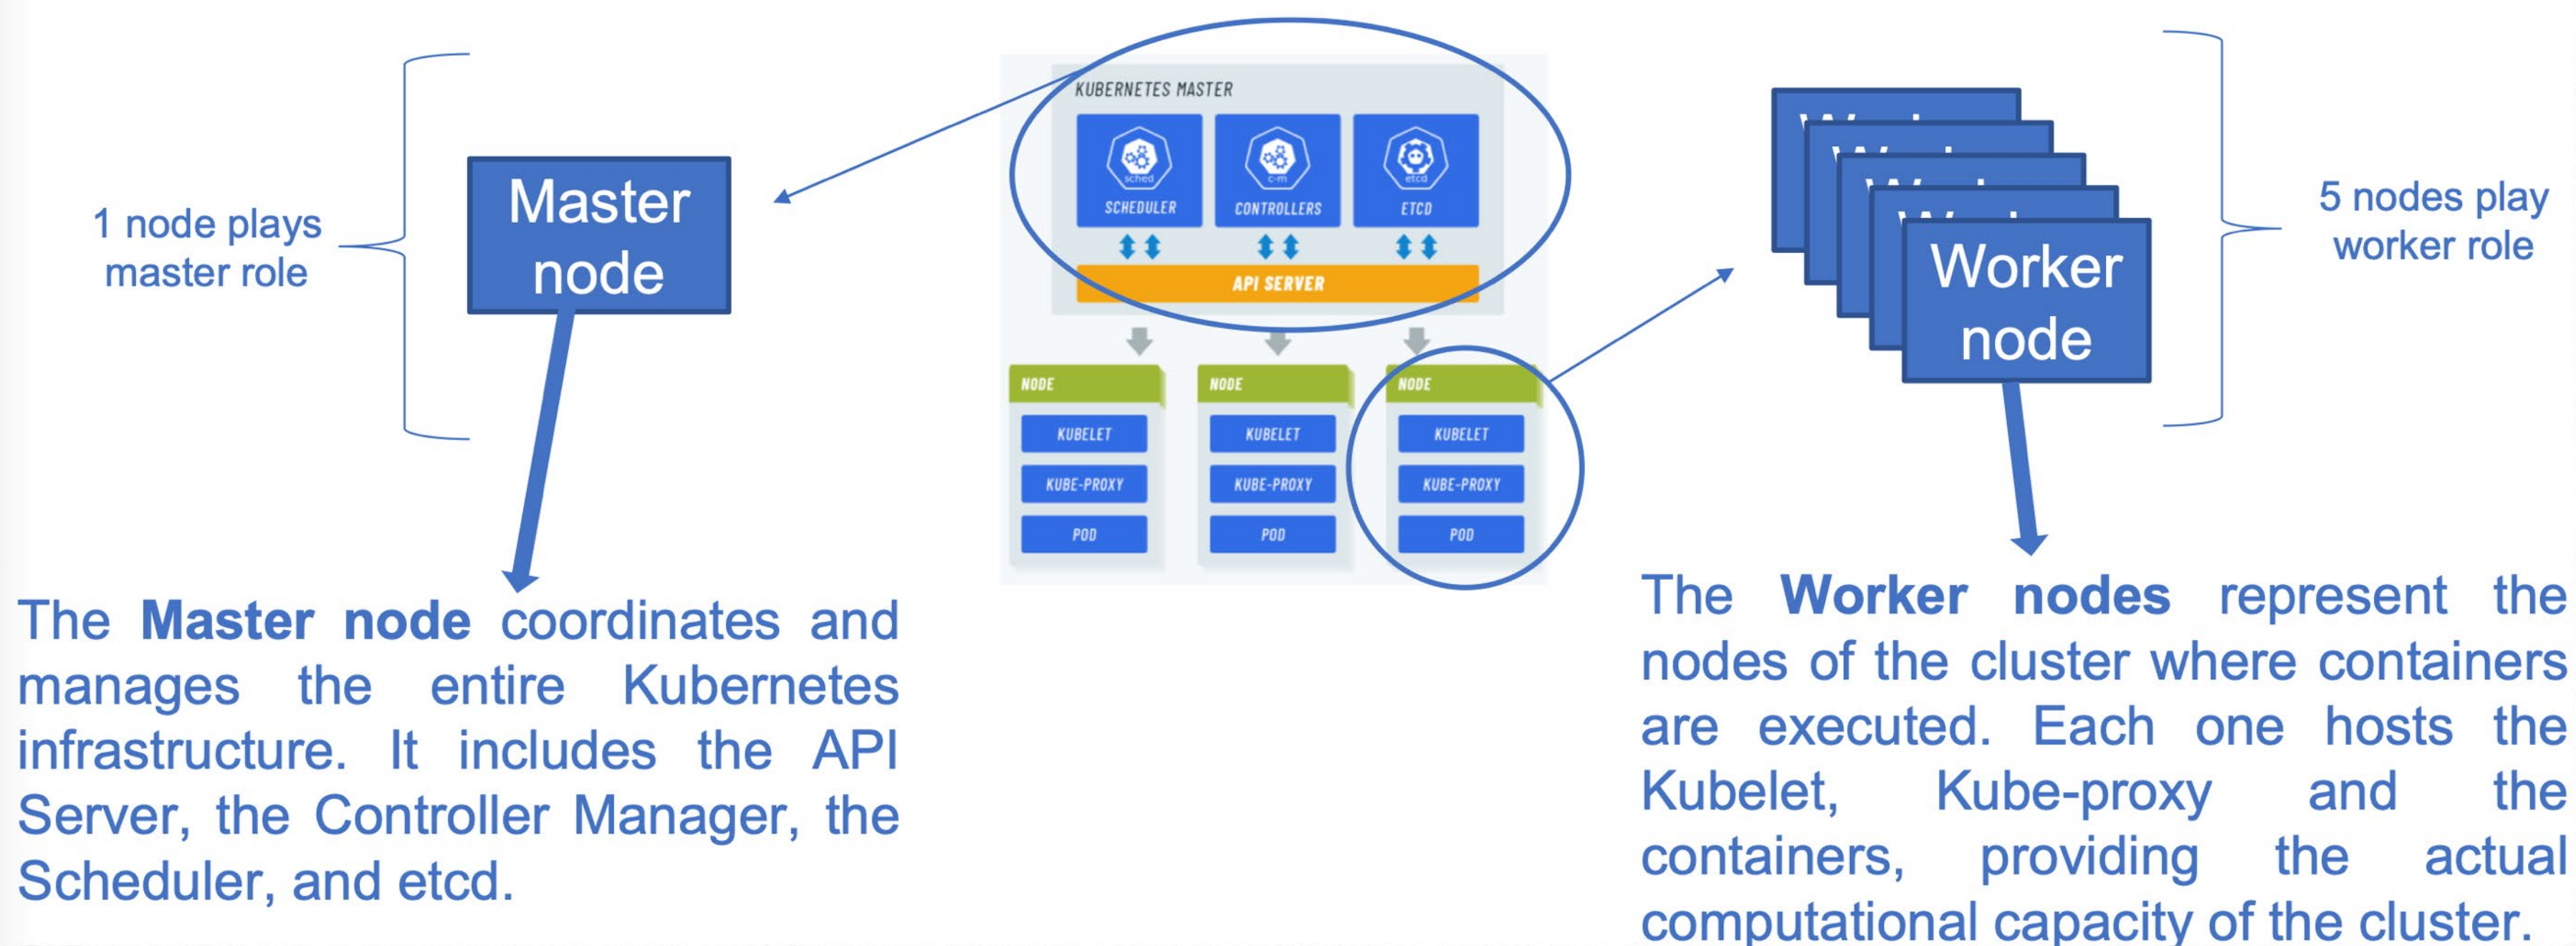 1 node plays
master role
Master
node
The Master node coordinates and
manages the entire Kubernetes
infrastructure. It includes the API
Server, the Controller Manager, the
Scheduler, and etcd.
KUBERNETES MASTER
sched
c-m
etcd
SCHEDULER
CONTROLLERS
ETCD
API SERVER
NODE
KUBELET
KUBE-PROXY
POD
NODE
KUBELET
KUBE-PROXY
POD
NODE
KUBELET
KUBE-PROXY
POD
Worker
node
5 nodes play
worker role
The Worker nodes represent the
nodes of the cluster where containers
are executed. Each one hosts the
Kubelet, Kube-proxy and the
containers, providing the actual
computational capacity of the cluster.